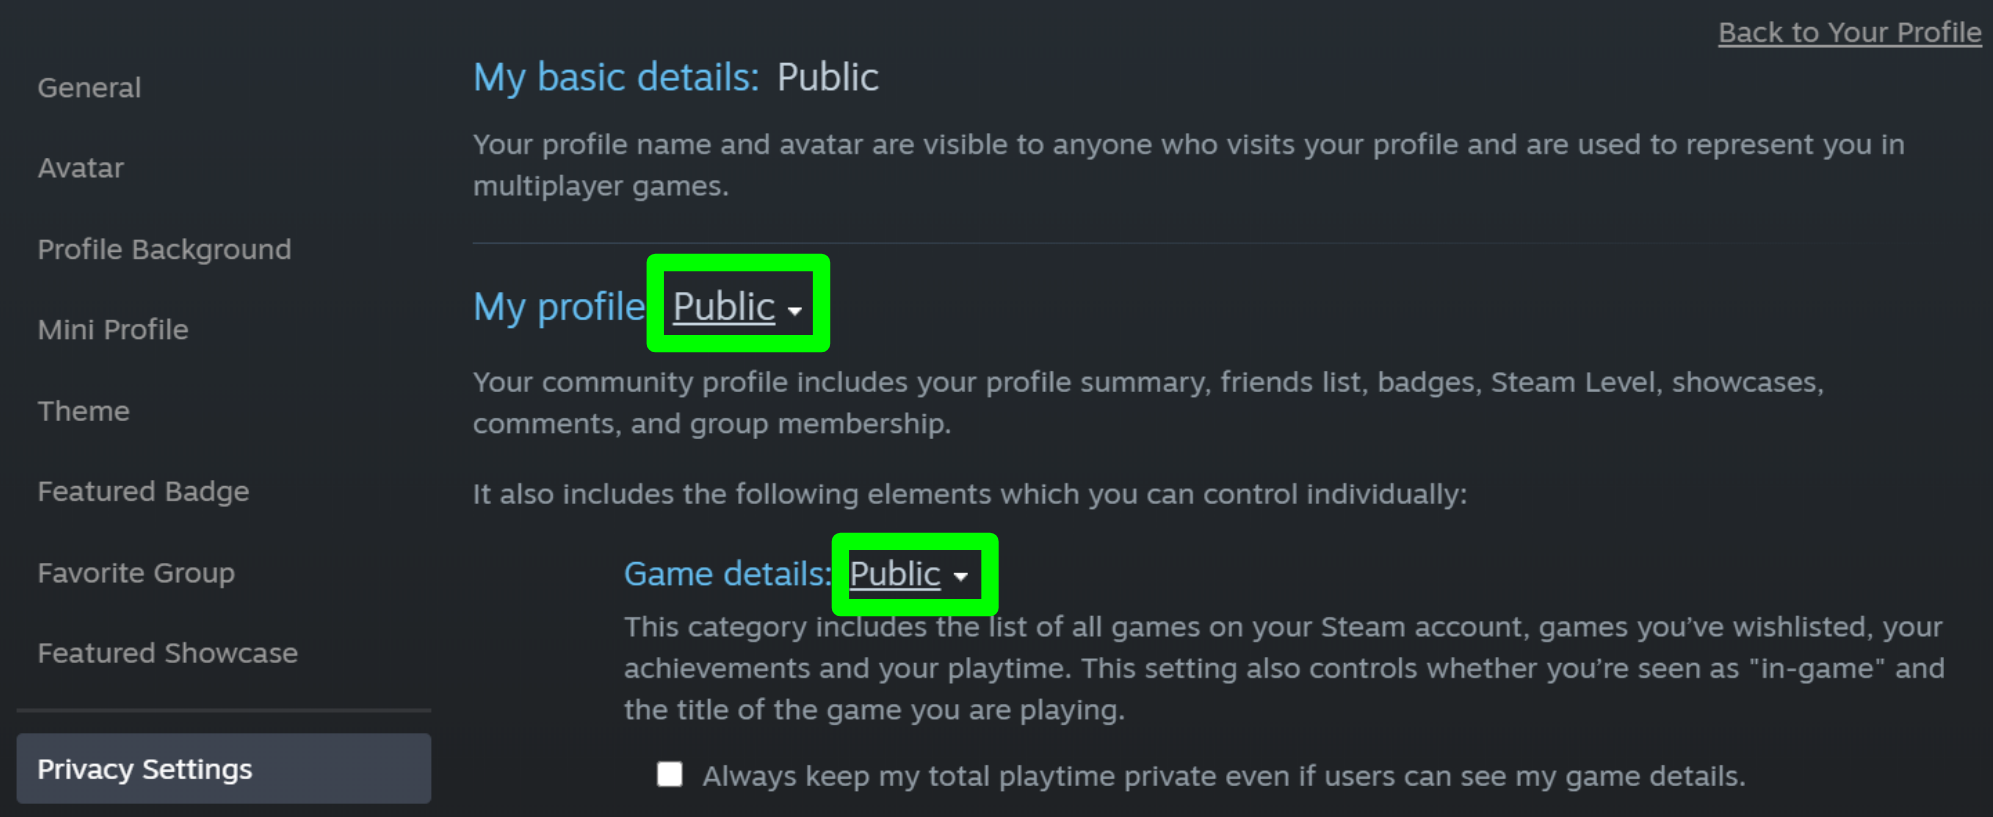 Back to Your Profile
General
Avatar
Profile Background
Mini Profile
Theme
Featured Badge
Favorite Group
Featured Showcase
Privacy Settings
My basic details: Public
Your profile name and avatar are visible to anyone who visits your profile and are used to represent you in
multiplayer games.
My profile Public
Your community profile includes your profile summary, friends list, badges, Steam Level, showcases,
comments, and group membership.
It also includes the following elements which you can control individually:
Game details: Public
This category includes the list of all games on your Steam account, games you’ve wishlisted, your
achievements and your playtime. This setting also controls whether you’re seen as "in-game" and
the title of the game you are playing.
Always keep my total playtime private even if users can see my game details.